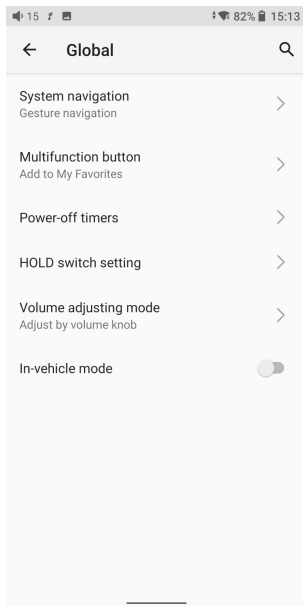 15 82% 15:13
Global
System navigation
Gesture navigation
Multifunction button
Add to My Favorites
Power-off timers
HOLD switch setting
Volume adjusting mode
Adjust by volume knob
In-vehicle mode